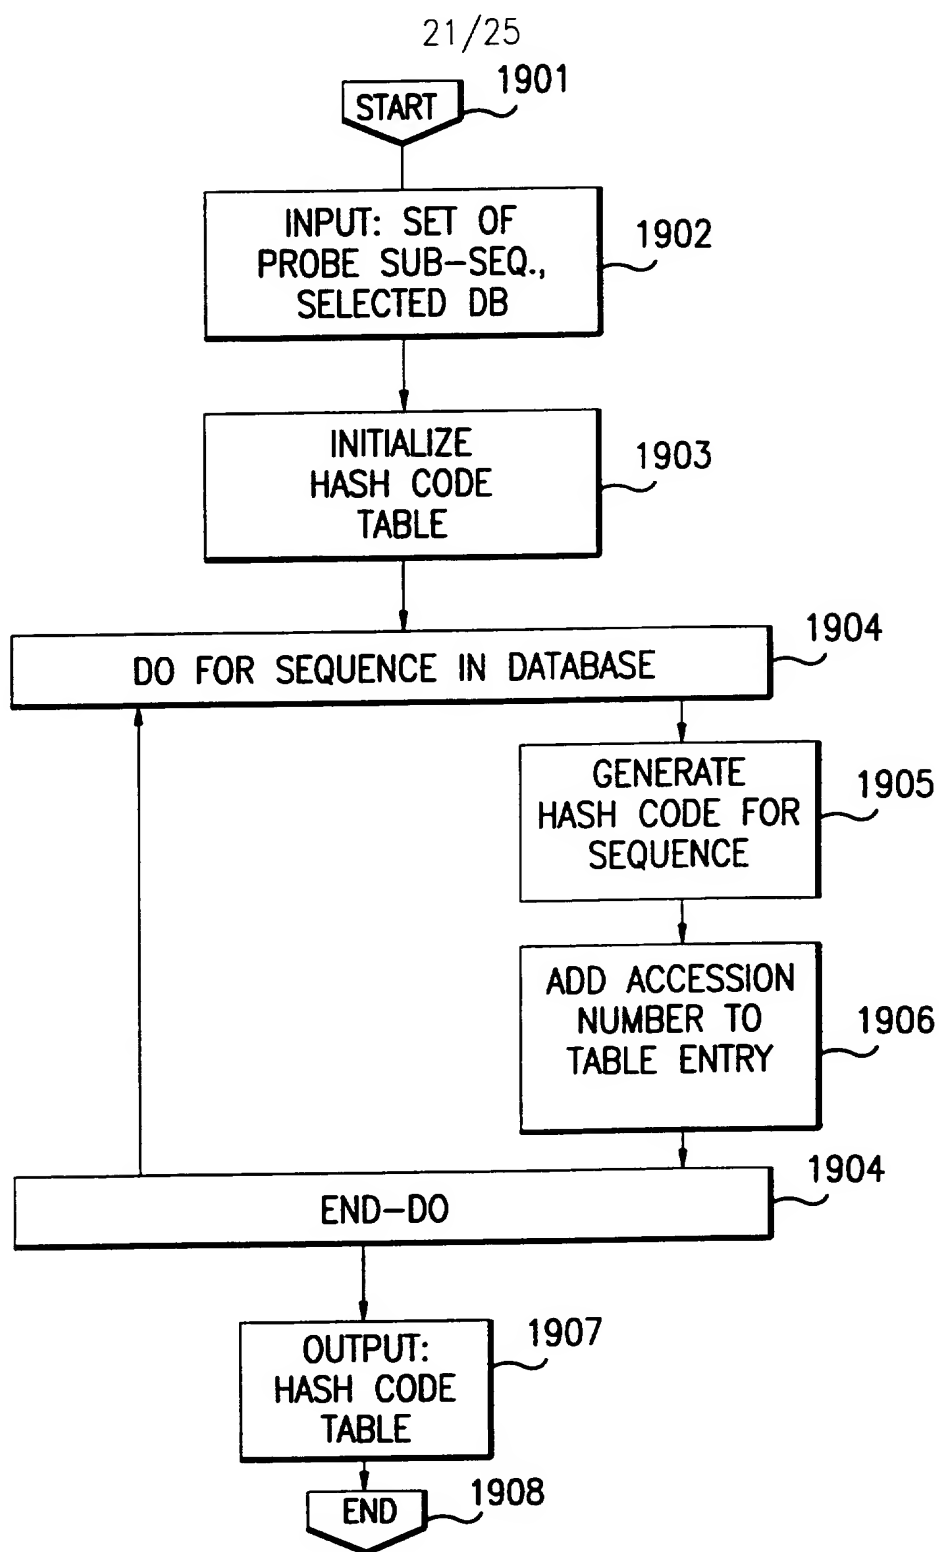 21/25
START
1901
INPUT: SET OF
PROBE SUB-SEQ.,
SELECTED DB
1902
INITIALIZE
HASH CODE
TABLE
1903
DO FOR SEQUENCE IN DATABASE
1904
GENERATE
HASH CODE FOR
SEQUENCE
1905
ADD ACCESSION
NUMBER TO
TABLE ENTRY
1906
END-DO
1904
OUTPUT:
HASH CODE
TABLE
1907
END
1908